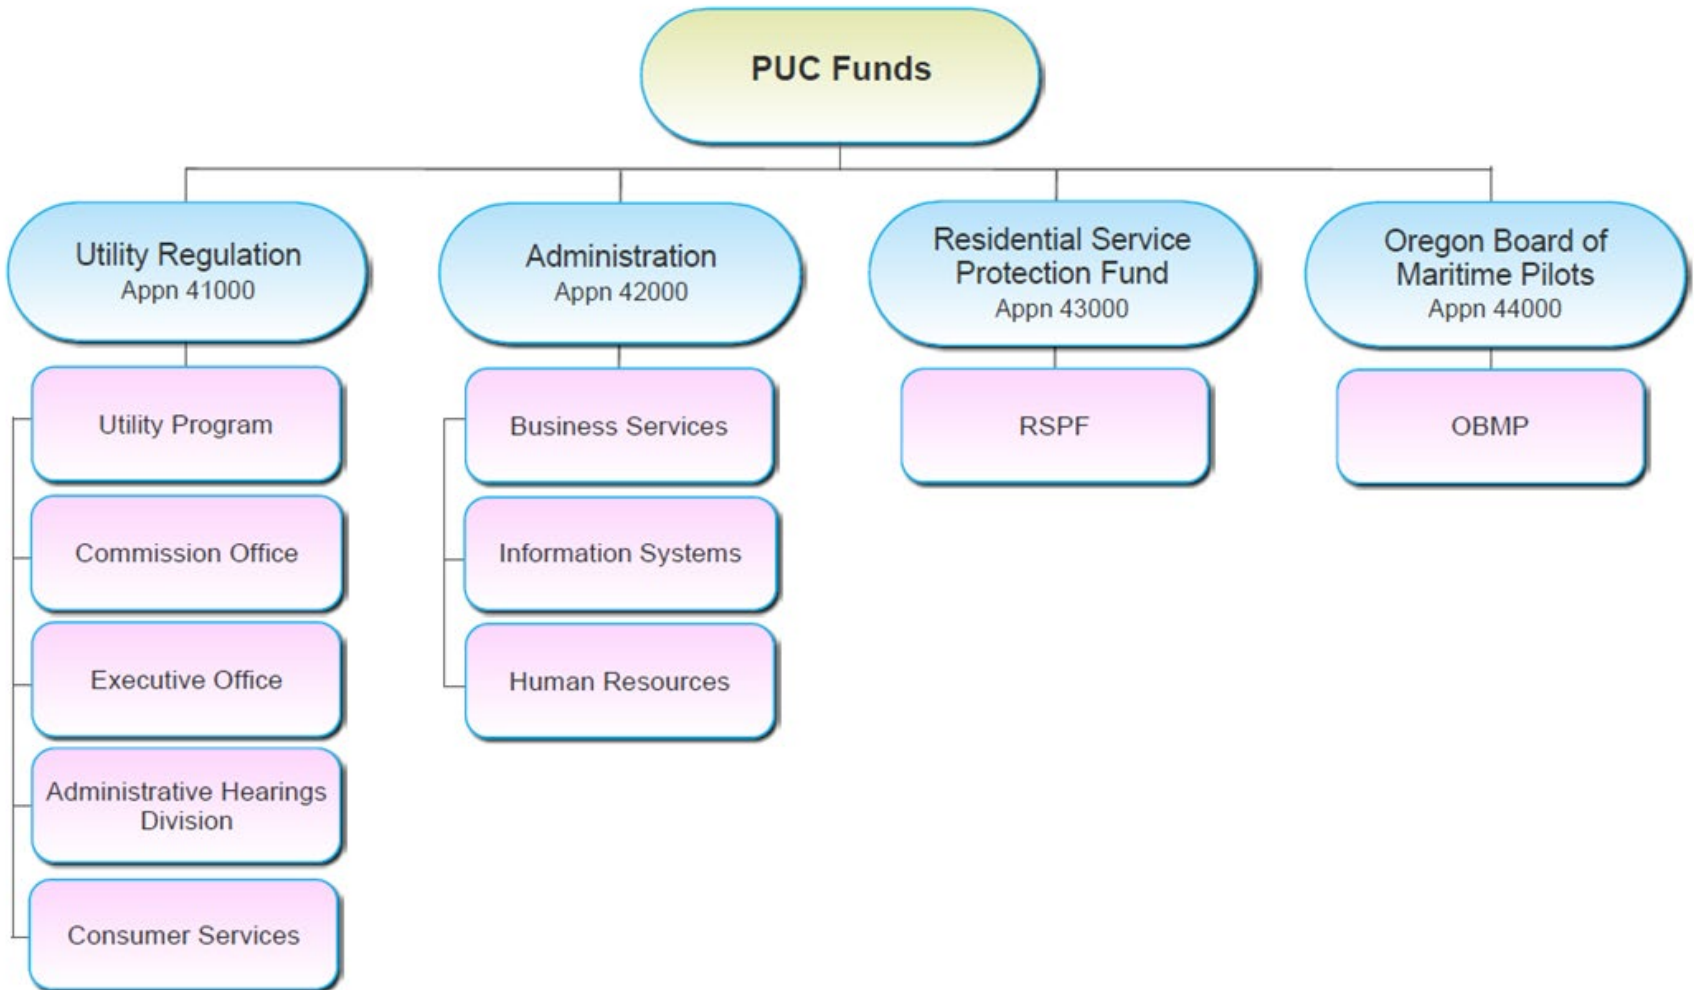 PUC Funds
Utility Regulation
Appn 41000
Administration
Appn 42000
Residential Service
Protection Fund
Appn 43000
Oregon Board of
Maritime Pilots
Appn 44000
Utility Program
Commission Office
Executive Office
Administrative Hearings
Division
Consumer Services
Business Services
Information Systems
Human Resources
RSPF
OBMP